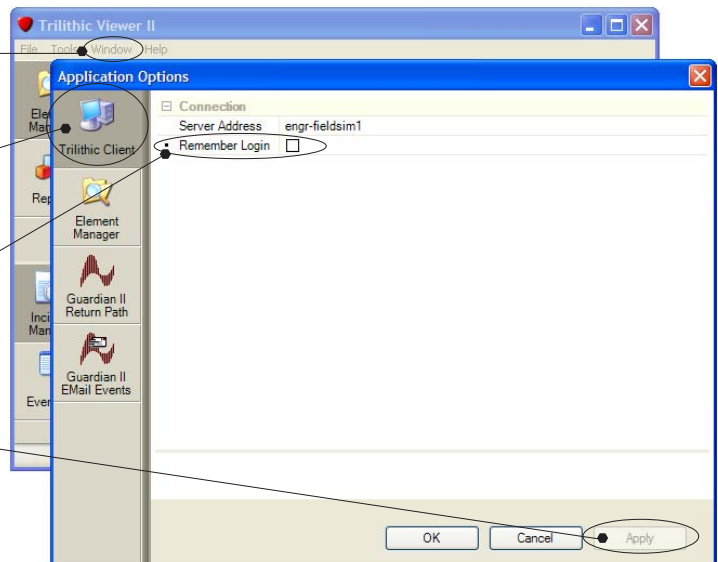 Trilithic Viewer II
File Tools Window Help
Application Options
Trilithic Client
Element
Manager
Guardian II
Return Path
Guardian II
EMail Events
Connection
Server Address engr-fieldsim1
Remember Login
OK Cancel Apply